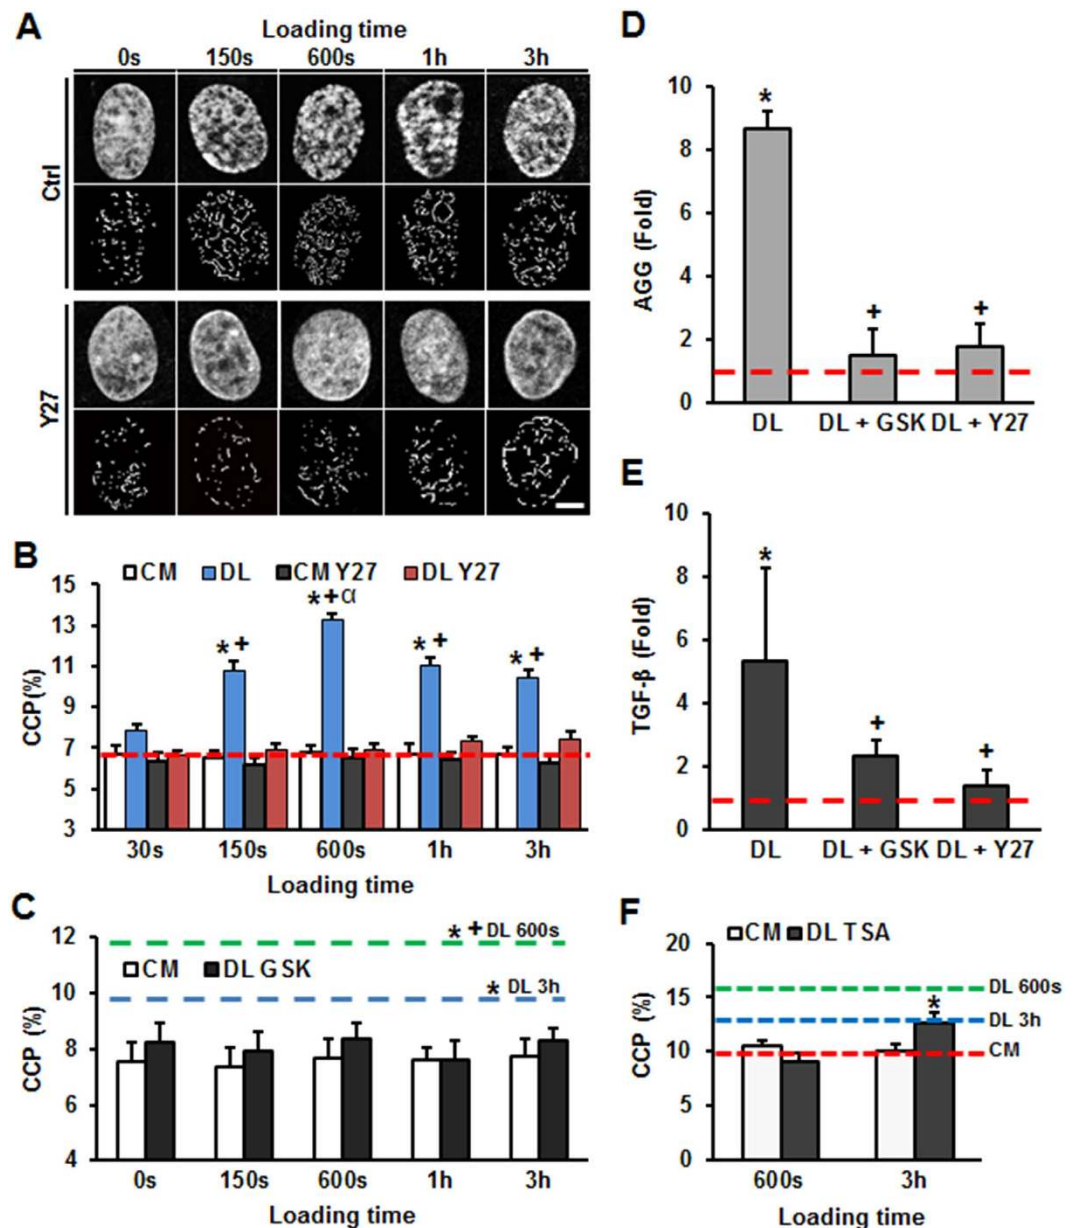 A
Loading time
0s 150s 600s 1h 3h
Ctrl
Y27
B
CM DL CM Y27 DL Y27
CCP(%)
15
13
11
9
7
5
3
* +
* + α
* +
* +
30s 150s 600s 1h 3h
Loading time
C
CCP (%)
12
10
8
6
4
* + DL 600s
CM DL GSK
* DL 3h
0s 150s 600s 1h 3h
Loading time
D
AGG (Fold)
10
8
6
4
2
0
*
+
+
DL DL + GSK DL + Y27
E
TGF-β (Fold)
10
8
6
4
2
0
*
+
+
DL DL + GSK DL + Y27
F
CM DL TSA
CCP (%)
20
15
10
5
0
DL 600s
*
DL 3h
CM
600s 3h
Loading time